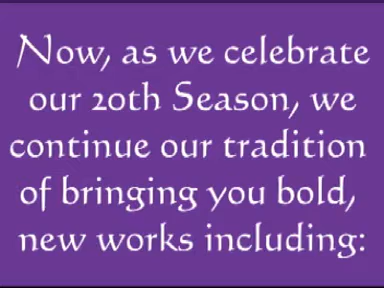 Now, as we celebrate
our 20th Season, we
continue our tradition
of bringing you bold,
new works including: